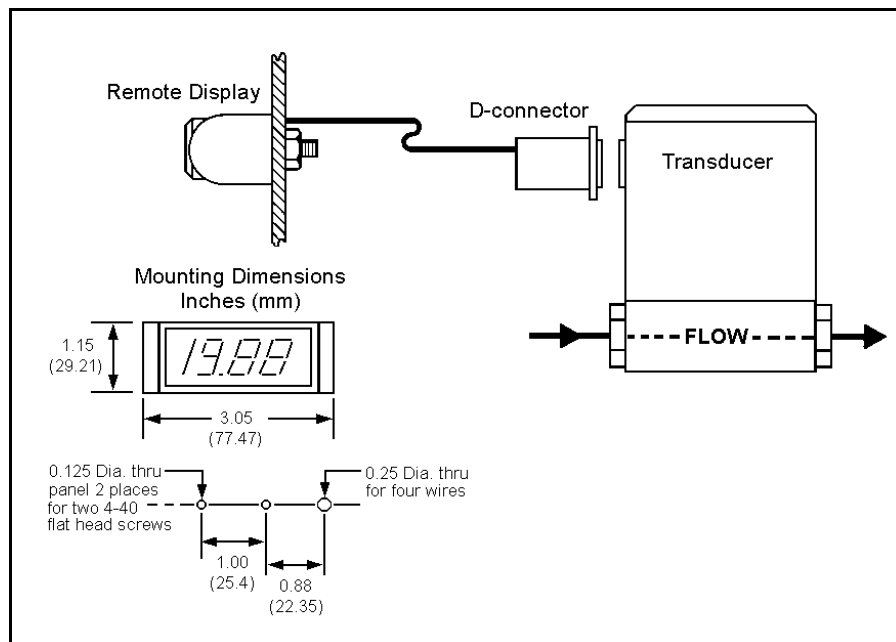 Remote Display
D-connector
Transducer
Mounting Dimensions
Inches (mm)
1.15
(29.21)
19.88
FLOW
3.05
(77.47)
0.125 Dia. thru
panel 2 places
for two 4-40
flat head screws
0.25 Dia. thru
for four wires
1.00
(25.4)
0.88
(22.35)